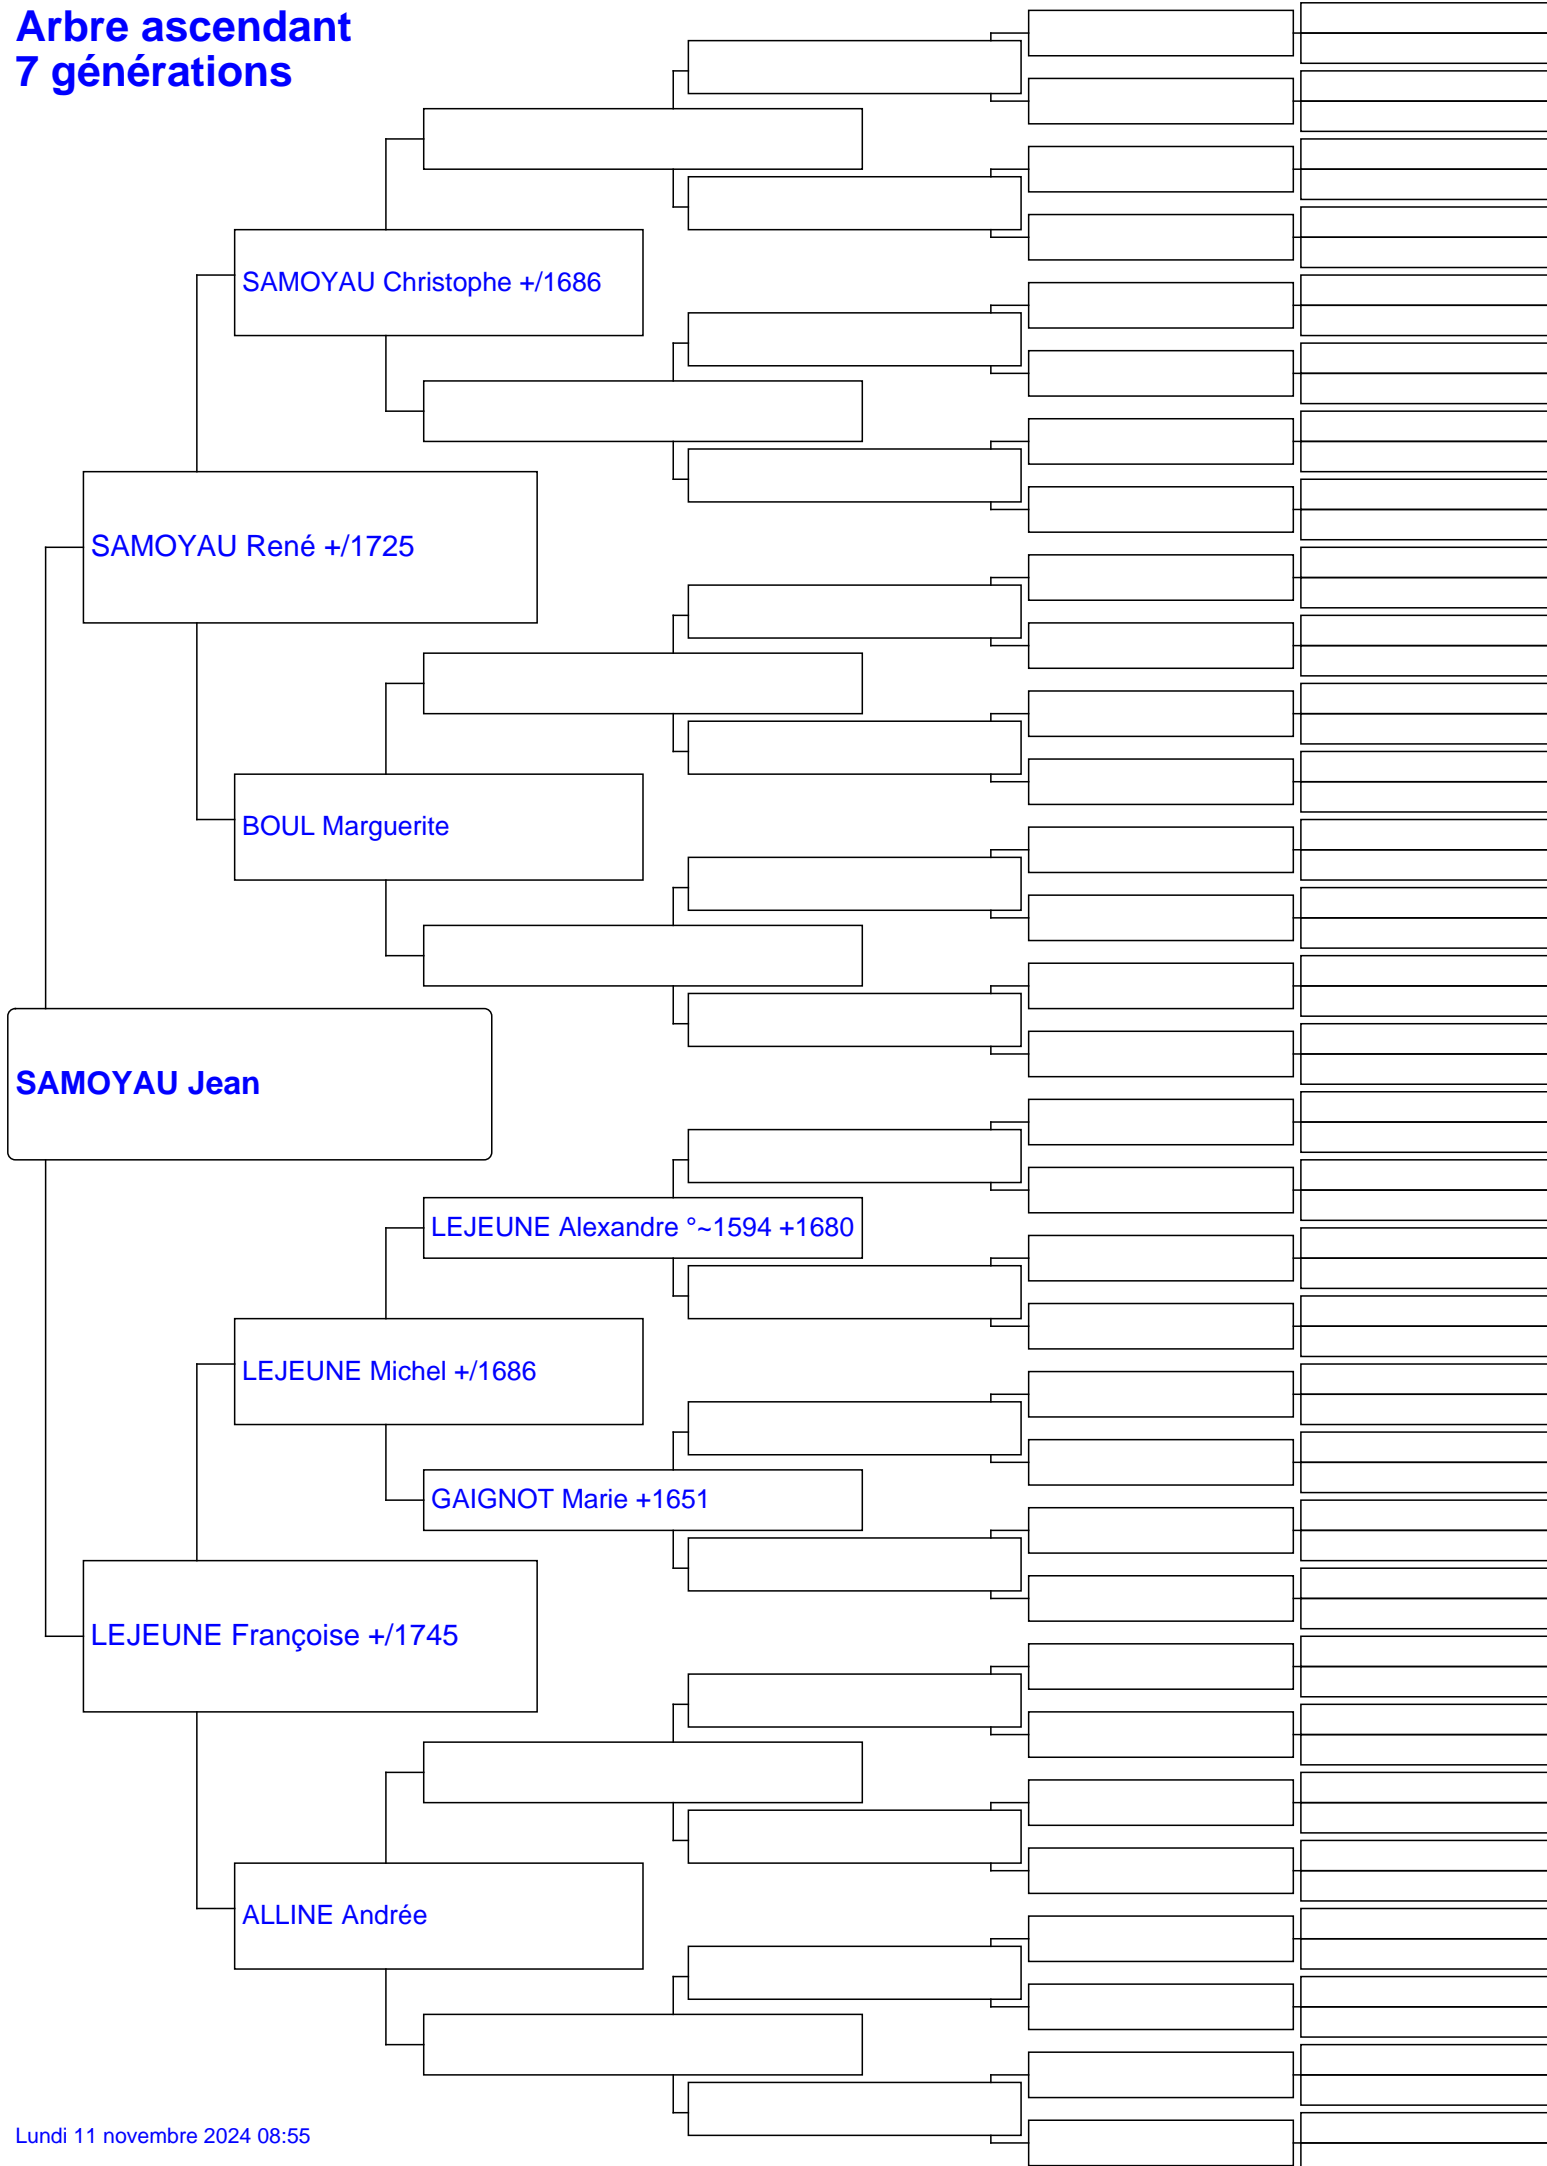 Arbre ascendant
7 générations
SAMOYAU Christophe +/1686
SAMOYAU René +/1725
BOUL Marguerite
SAMOYAU Jean
LEJEUNE Alexandre °~1594 +1680
LEJEUNE Michel +/1686
GAIGNOT Marie +1651
LEJEUNE Françoise +/1745
ALLINE Andrée
Lundi 11 novembre 2024 08:55